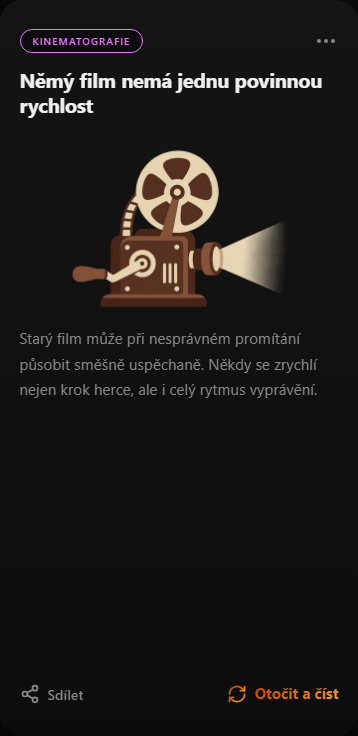 KINEMATOGRAFIE
Němý film nemá jednu povinnou
rychlost
Starý film může při nesprávném promítání
působit směšně uspěchaně. Někdy se zrychlí
nejen krok herce, ale i celý rytmus vyprávění.
Sdílet
Otočit a číst